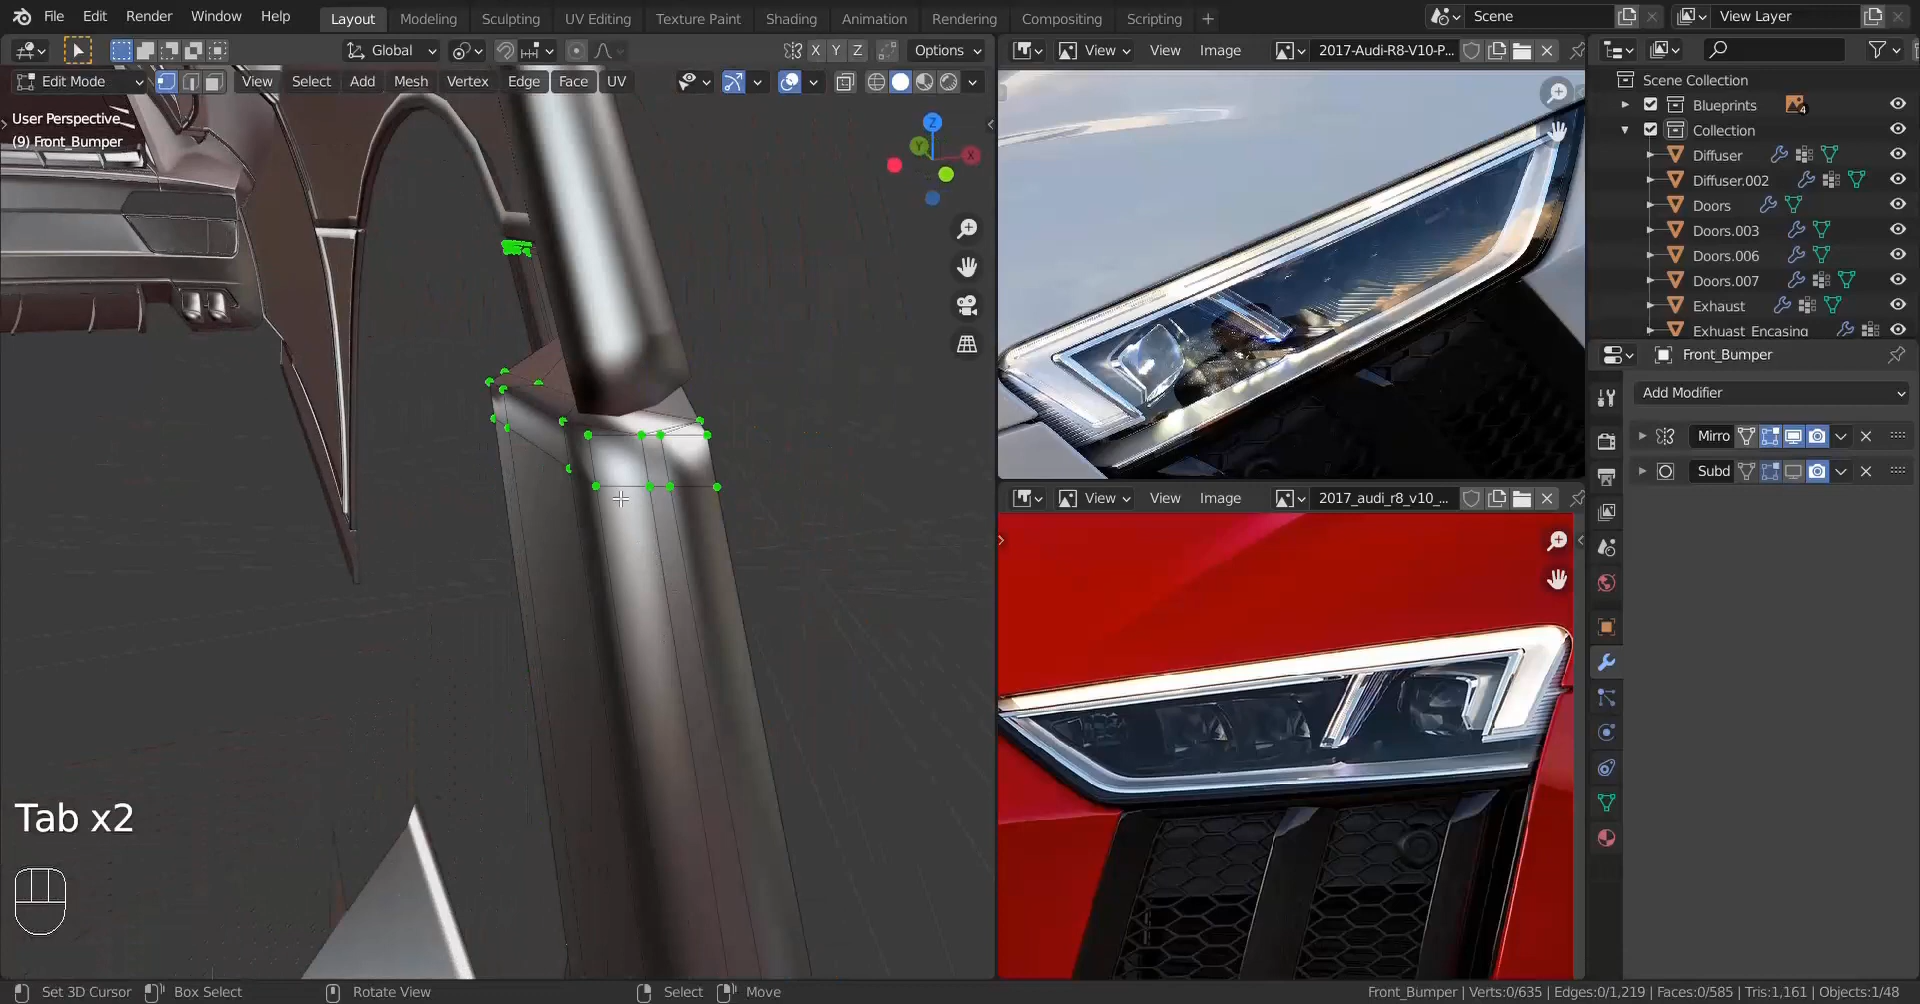 File Edit Render Window Help Layout Modeling Sculpting UV Editing Texture Paint Shading Animation Rendering Compositing Scripting + Scene View Layer
Global X Y Z Options View View Image 2017-Audi-R8-V10-P...
Edit Mode View Select Add Mesh Vertex Edge Face UV
User Perspective
(9) Front_Bumper
Z
Y
X
Scene Collection
Blueprints 4
Collection
Diffuser
Diffuser.002
Doors
Doors.003
Doors.006
Doors.007
Exhaust
Exhuast Encasing
Front_Bumper
Add Modifier
Mirro
Subd
View View Image 2017_audi_r8_v10_...
Tab x2
Set 3D Cursor Box Select Rotate View Select Move Front_Bumper | Verts:0/635 | Edges:0/1,219 | Faces:0/585 | Tris:1,161 | Objects:1/48